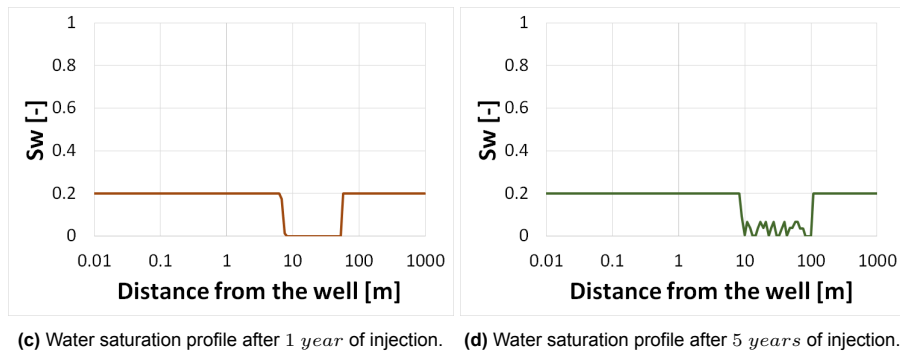 1
0.8
0.6
0.4
0.2
0
Sw [-]
0.01 0.1 1 10 100 1000
Distance from the well [m]
1
0.8
0.6
0.4
0.2
0
Sw [-]
0.01 0.1 1 10 100 1000
Distance from the well [m]
(c) Water saturation profile after 1 year of injection.
(d) Water saturation profile after 5 years of injection.